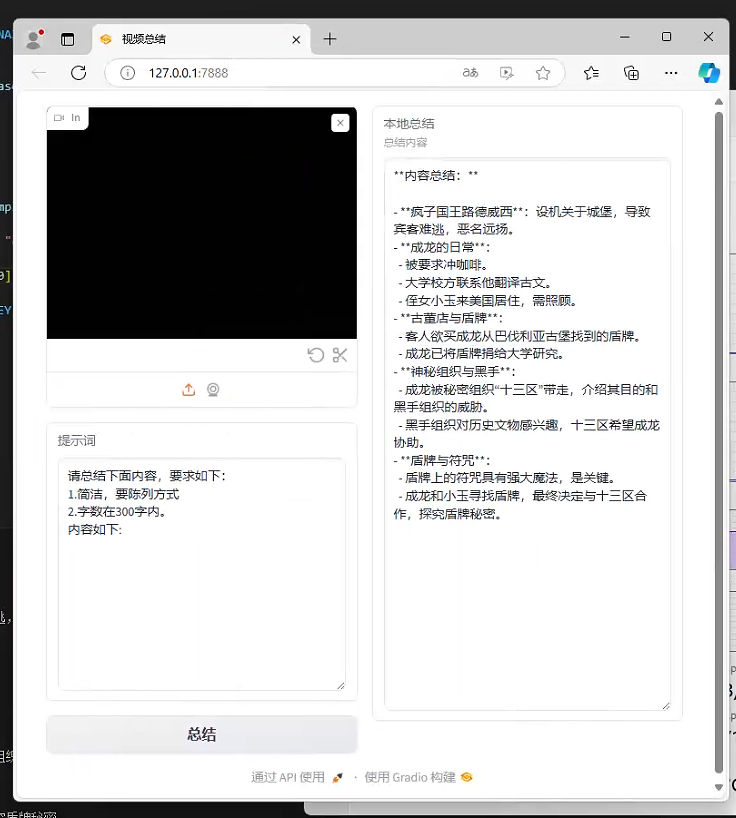 视频总结
127.0.0.1:7888
In
提示词
请总结下面内容，要求如下：
1.简洁，要陈列方式
2.字数在300字内。
内容如下:
总结
本地总结
总结内容
**内容总结：**
- **疯子国王路德威西**：设机关于城堡，导致
宾客难逃，恶名远扬。
- **成龙的日常**：
- 被要求冲咖啡。
- 大学校方联系他翻译古文。
- 侄女小玉来美国居住，需照顾。
- **古董店与盾牌**：
- 客人欲买成龙从巴伐利亚古堡找到的盾牌。
- 成龙已将盾牌捐给大学研究。
- **神秘组织与黑手**：
- 成龙被秘密组织“十三区”带走，介绍其目的和
黑手组织的威胁。
- 黑手组织对历史文物感兴趣，十三区希望成龙
协助。
- **盾牌与符咒**：
- 盾牌上的符咒具有强大魔法，是关键。
- 成龙和小玉寻找盾牌，最终决定与十三区合
作，探究盾牌秘密。
通过 API 使用 · 使用 Gradio 构建